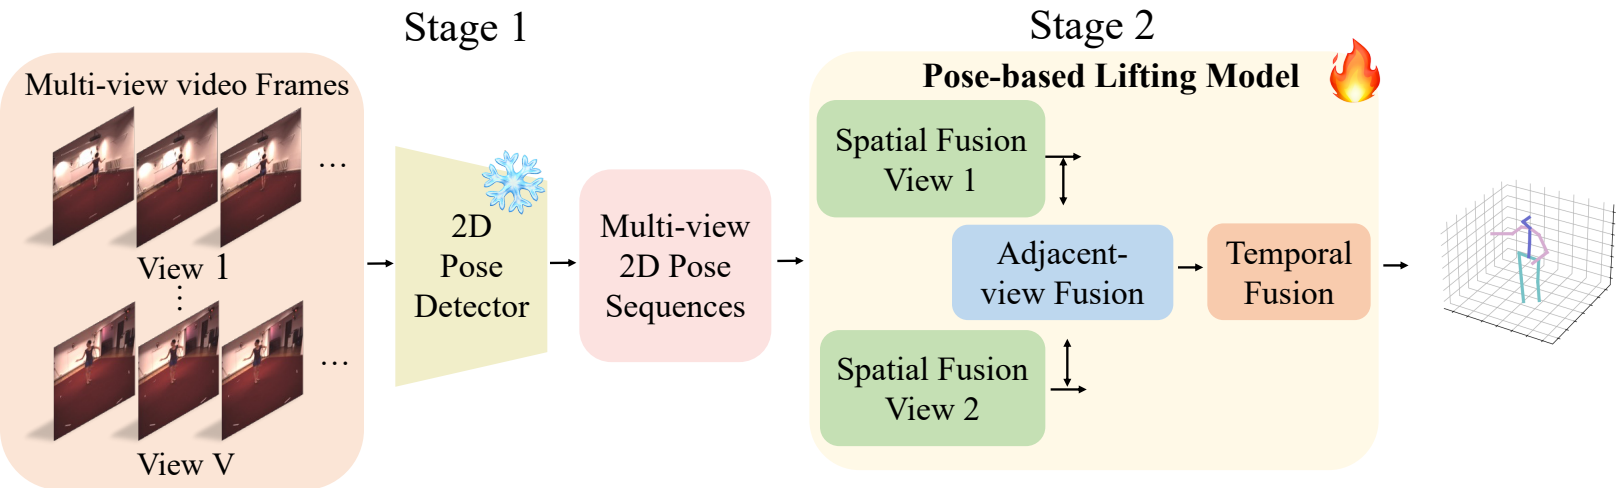 Stage 1
Multi-view video Frames
...
View 1
...
...
View V
2D
Pose
Detector
Multi-view
2D Pose
Sequences
Stage 2
Pose-based Lifting Model
Spatial Fusion
View 1
Adjacent-
view Fusion
Temporal
Fusion
Spatial Fusion
View 2